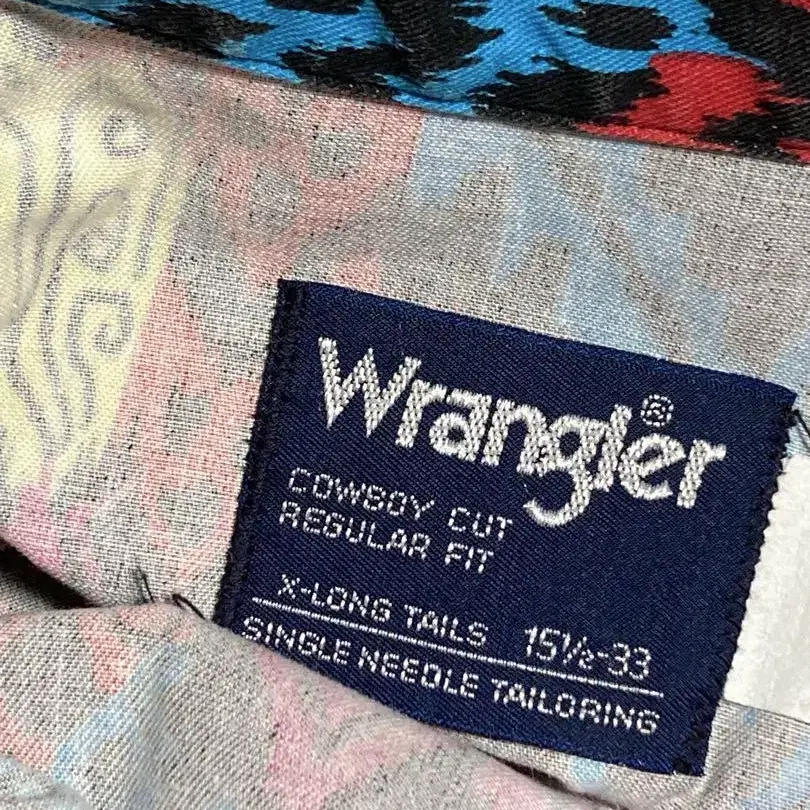 Wrangler®
COWBOY CUT
REGULAR FIT
X-LONG TAILS 15½-33
SINGLE NEEDLE TAILORING